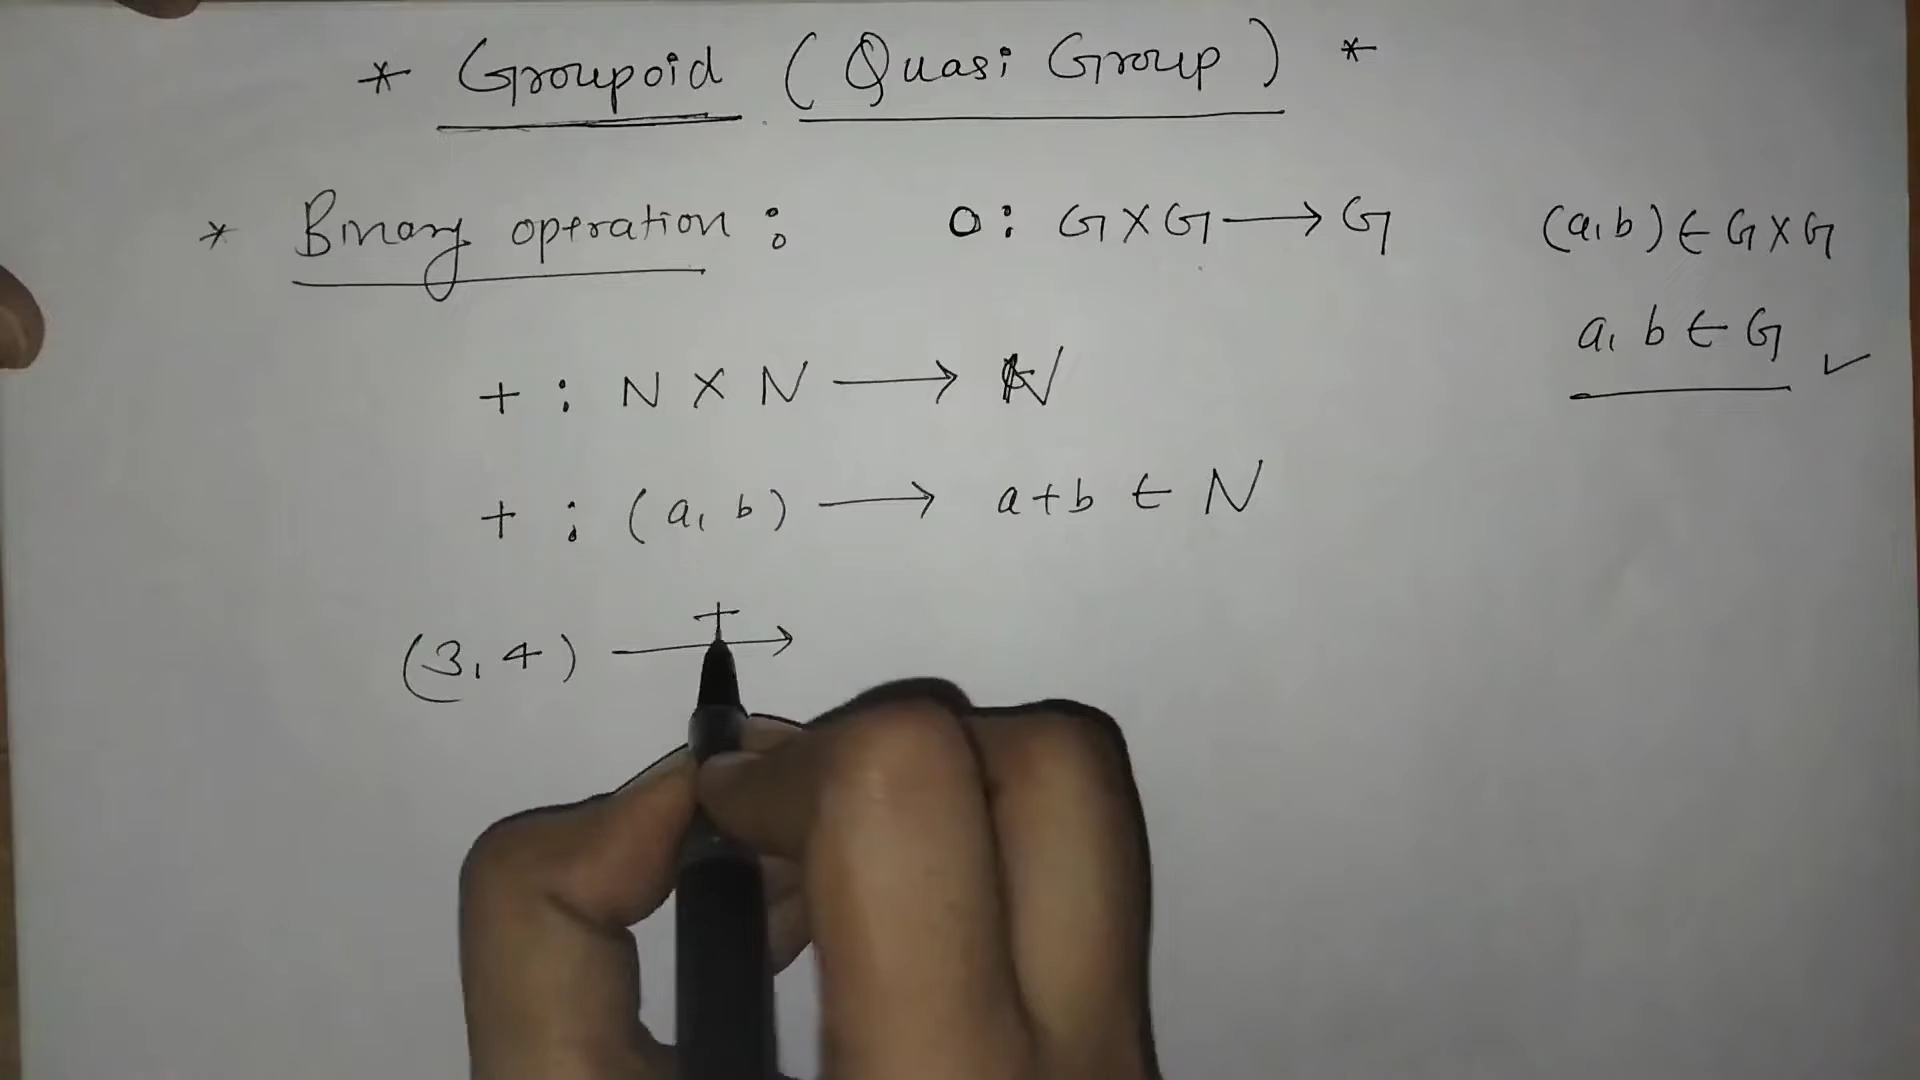 * Groupoid (Quasi Group) *
* Binary operation : o : G X G → G (a, b) ∈ G X G
a, b ∈ G ✓
+ : N X N → N
+ : (a, b) → a + b ∈ N
(3, 4) +→